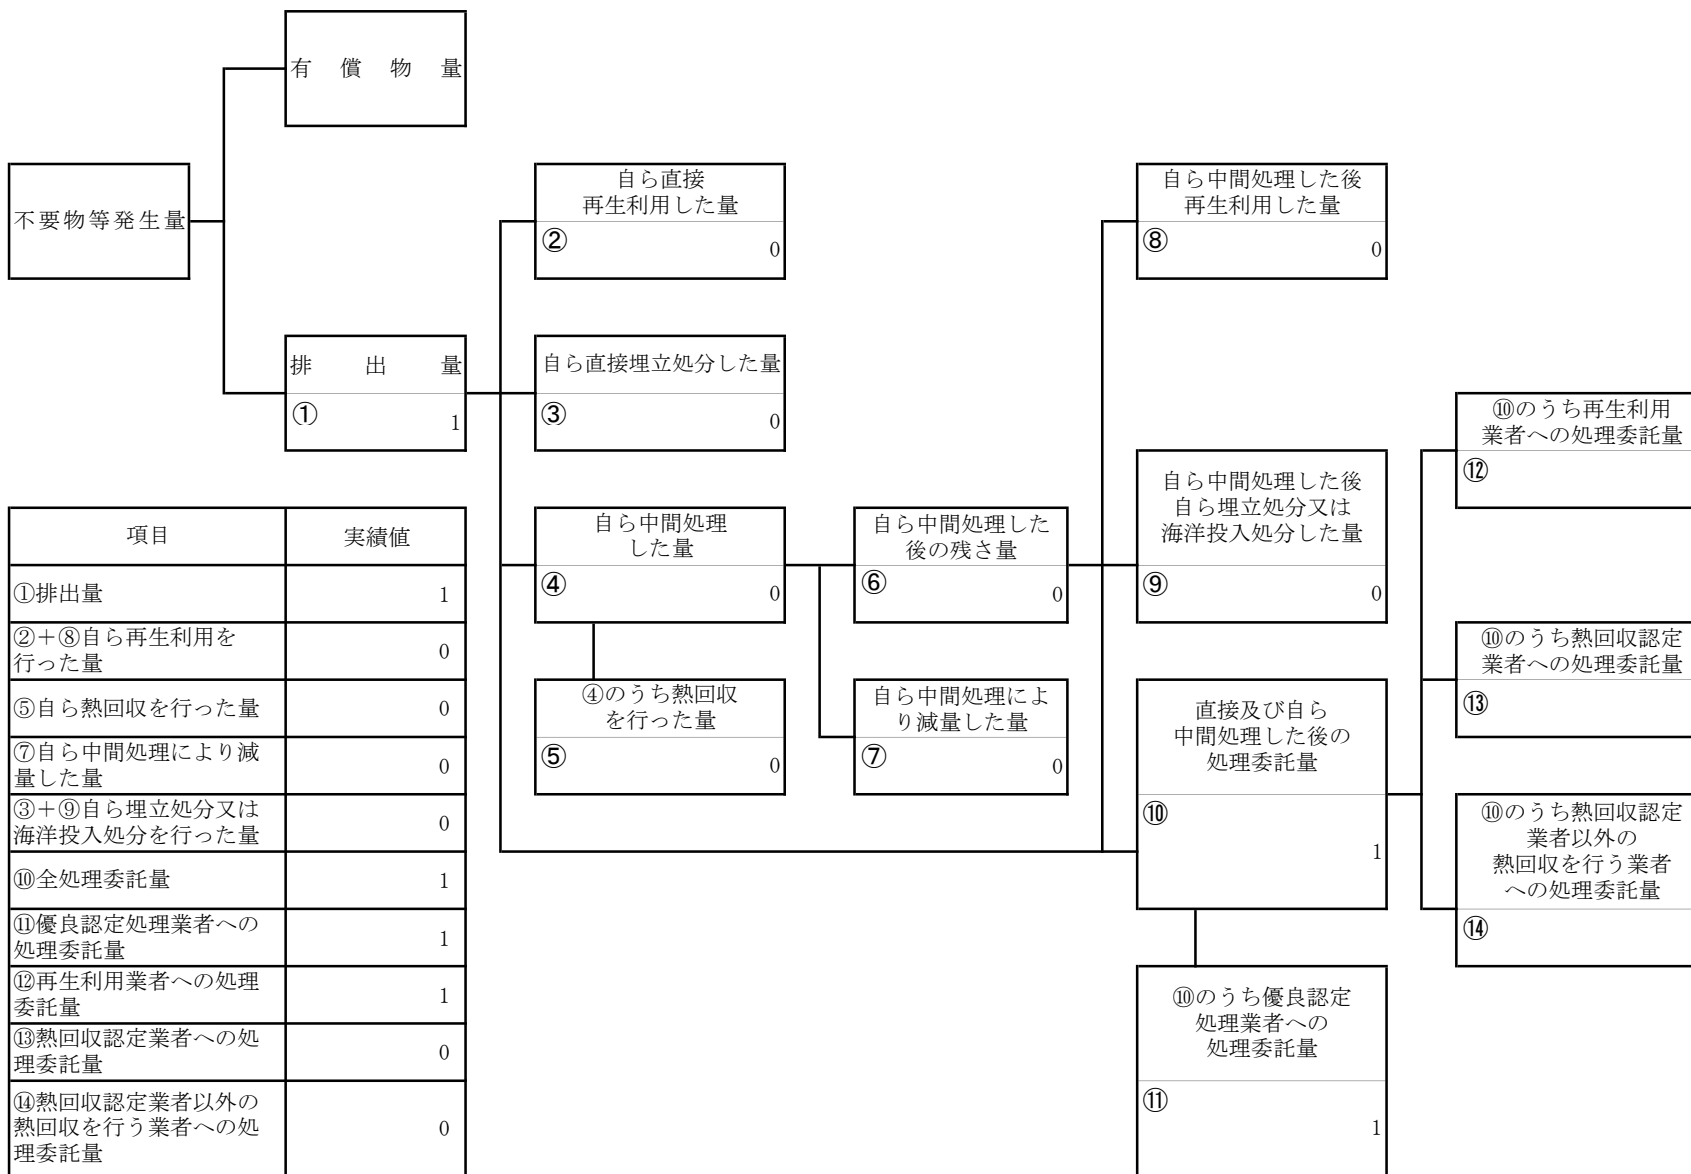 有償物量
不要物等発生量
排出量
①
1
自ら直接
再生利用した量
②
0
自ら直接埋立処分した量
③
0
自ら中間処理
した量
④
0
④のうち熱回収
を行った量
⑤
0
自ら中間処理した
後の残さ量
⑥
0
自ら中間処理によ
り減量した量
⑦
0
自ら中間処理した後
再生利用した量
⑧
0
自ら中間処理した後
自ら埋立処分又は
海洋投入処分した量
⑨
0
直接及び自ら
中間処理した後の
処理委託量
⑩
1
⑩のうち優良認定
処理業者への
処理委託量
⑪
1
⑩のうち再生利用
業者への処理委託量
⑫
⑩のうち熱回収認定
業者への処理委託量
⑬
⑩のうち熱回収認定
業者以外の
熱回収を行う業者
への処理委託量
⑭
項目 実績値
①排出量 1
②+⑧自ら再生利用を
行った量 0
⑤自ら熱回収を行った量 0
⑦自ら中間処理により減
量した量 0
③+⑨自ら埋立処分又は
海洋投入処分を行った量 0
⑩全処理委託量 1
⑪優良認定処理業者への
処理委託量 1
⑫再生利用業者への処理
委託量 1
⑬熱回収認定業者への処
理委託量 0
⑭熱回収認定業者以外の
熱回収を行う業者への処 0
理委託量